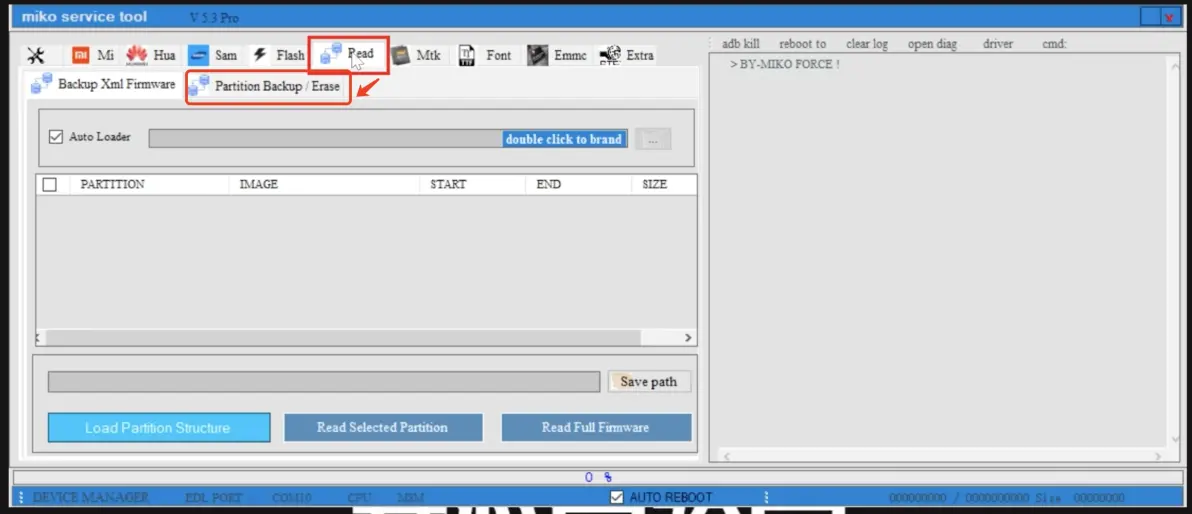 miko service tool V 5.3 Pro
Mi Hua Sam Flash Read Mtk Font Emmc Extra
adb kill reboot to clear log open diag driver cmd:
Backup Xml Firmware Partition Backup / Erase
> BY-MIKO FORCE !
Auto Loader double click to brand ...
PARTITION IMAGE START END SIZE
Save path
Load Partition Structure Read Selected Partition Read Full Firmware
0 %
DEVICE MANAGER EDL PORT COM10 CPU MSM AUTO REBOOT 000000000 / 0000000000 Size 00000000